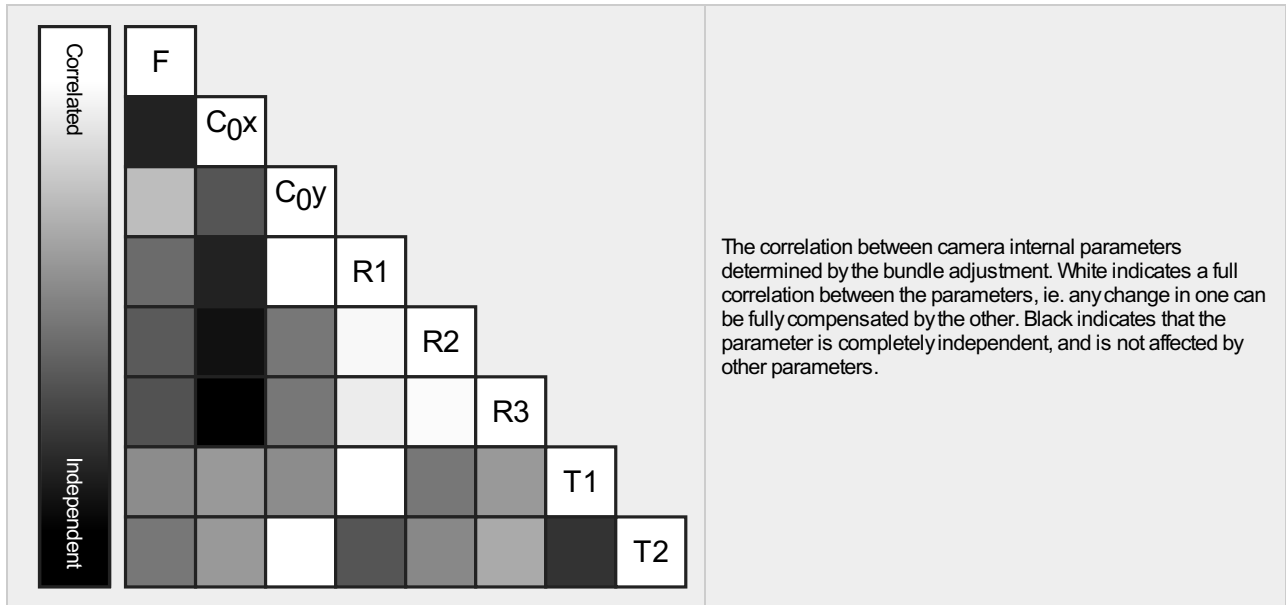 Correlated
Independent
F
C0x
C0y
R1
R2
R3
T1
T2
The correlation between camera internal parameters
determined by the bundle adjustment. White indicates a full
correlation between the parameters, ie. any change in one can
be fully compensated by the other. Black indicates that the
parameter is completely independent, and is not affected by
other parameters.